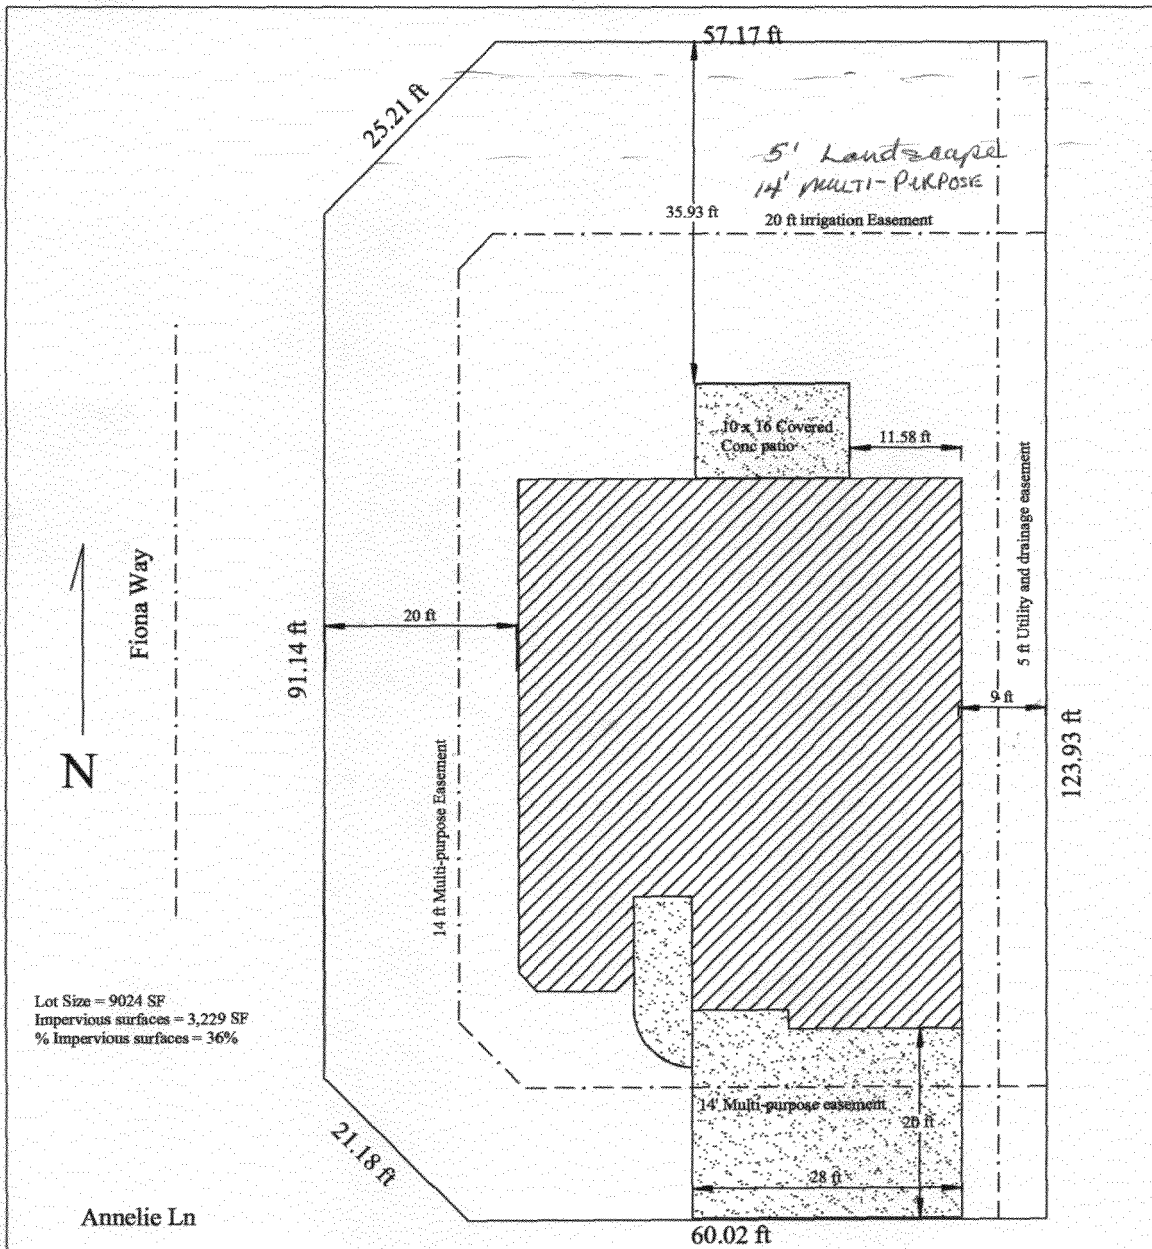 57.17 ft
25.21 ft
5' Landscape
14' MULTI-PURPOSE
35.93 ft
20 ft irrigation Easement
10 x 16 Covered
Conc patio
11.58 ft
5 ft Utility and drainage easement
Fiona Way
20 ft
91.14 ft
9 ft
123.93 ft
N
14 ft Multi-purpose Easement
Lot Size = 9024 SF
Impervious surfaces = 3,229 SF
% Impervious surfaces = 36%
14' Multi-purpose easement
20 ft
21.18 ft
28 ft
Annelie Ln
60.02 ft